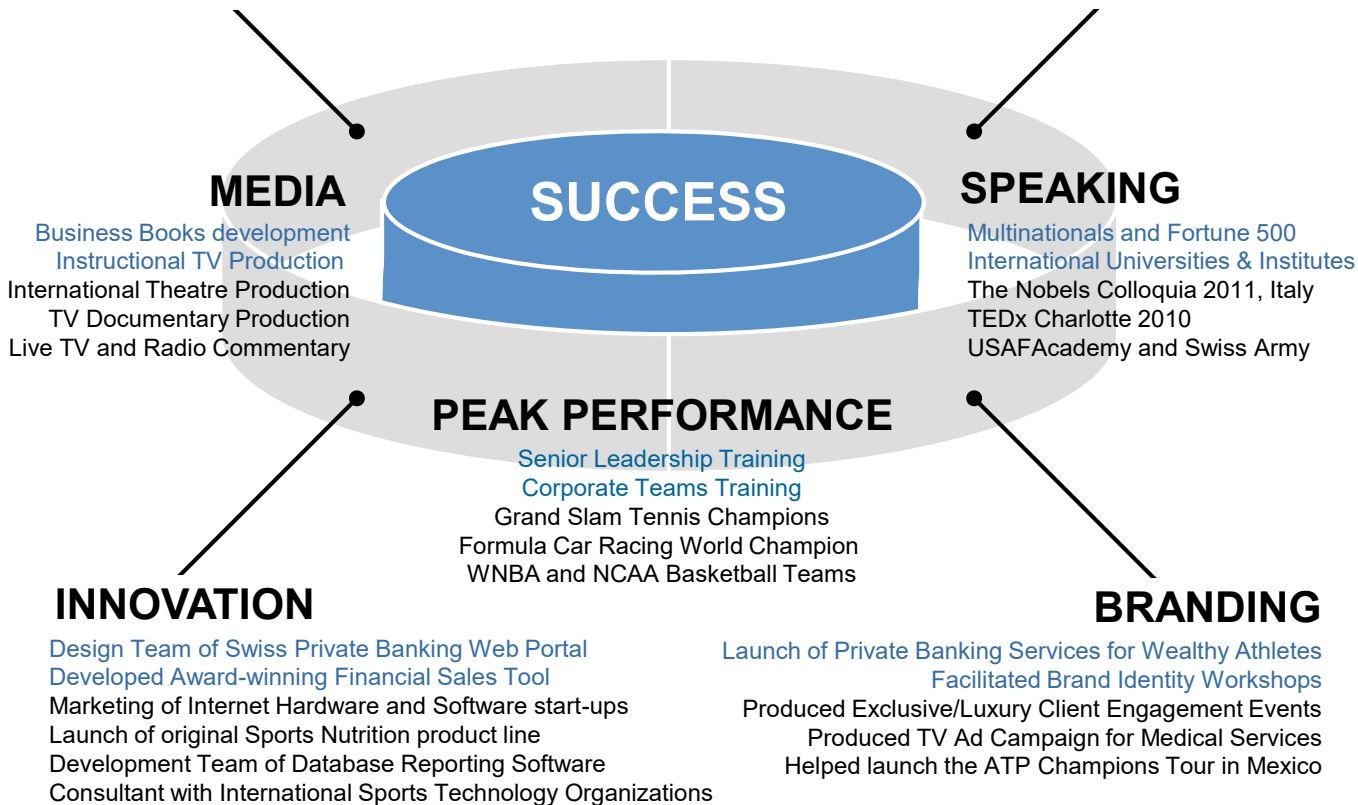 SUCCESS
MEDIA
Business Books development
Instructional TV Production
International Theatre Production
TV Documentary Production
Live TV and Radio Commentary
SPEAKING
Multinationals and Fortune 500
International Universities & Institutes
The Nobels Colloquia 2011, Italy
TEDx Charlotte 2010
USAFAcademy and Swiss Army
PEAK PERFORMANCE
Senior Leadership Training
Corporate Teams Training
Grand Slam Tennis Champions
Formula Car Racing World Champion
WNBA and NCAA Basketball Teams
INNOVATION
Design Team of Swiss Private Banking Web Portal
Developed Award-winning Financial Sales Tool
Marketing of Internet Hardware and Software start-ups
Launch of original Sports Nutrition product line
Development Team of Database Reporting Software
Consultant with International Sports Technology Organizations
BRANDING
Launch of Private Banking Services for Wealthy Athletes
Facilitated Brand Identity Workshops
Produced Exclusive/Luxury Client Engagement Events
Produced TV Ad Campaign for Medical Services
Helped launch the ATP Champions Tour in Mexico